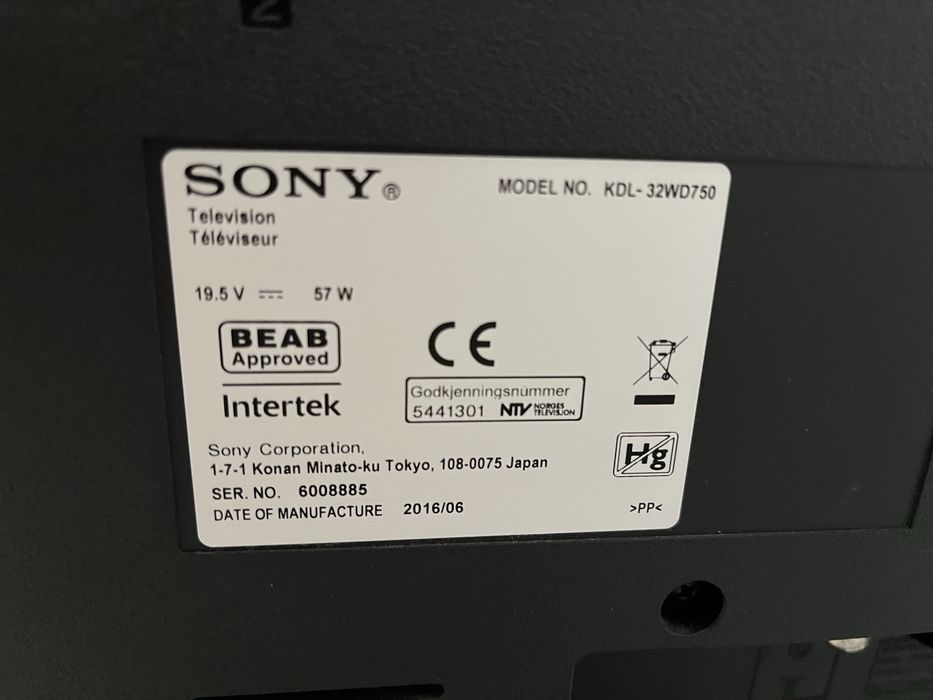 2
SONY®
MODEL NO. KDL-32WD750
Television
Téléviseur
19.5 V ⎓ 57 W
BEAB
Approved
Intertek
CE
Godkjenningsnummer
5441301 NTV NORGES TELEVISJON
Hg
Sony Corporation,
1-7-1 Konan Minato-ku Tokyo, 108-0075 Japan
SER. NO. 6008885
DATE OF MANUFACTURE 2016/06
>PP<